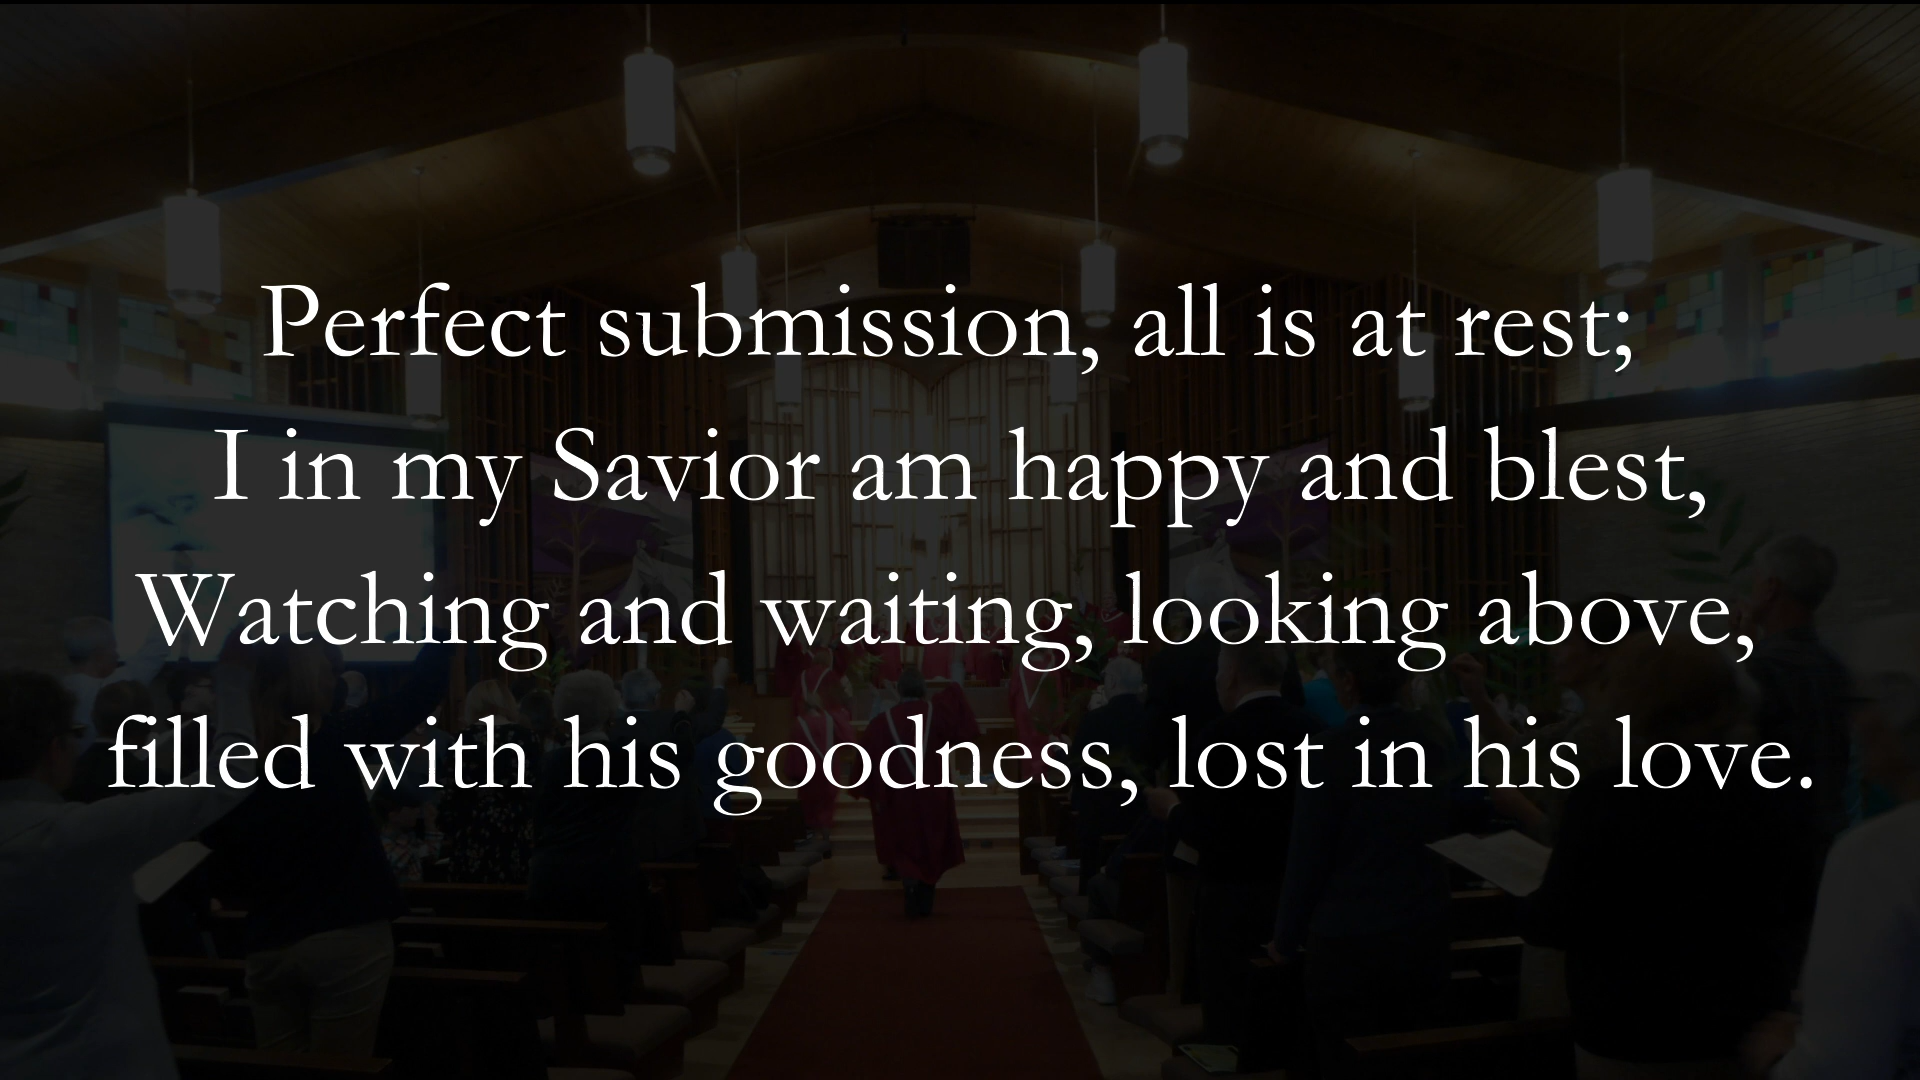 Perfect submission, all is at rest;
I in my Savior am happy and blest,
Watching and waiting, looking above,
filled with his goodness, lost in his love.